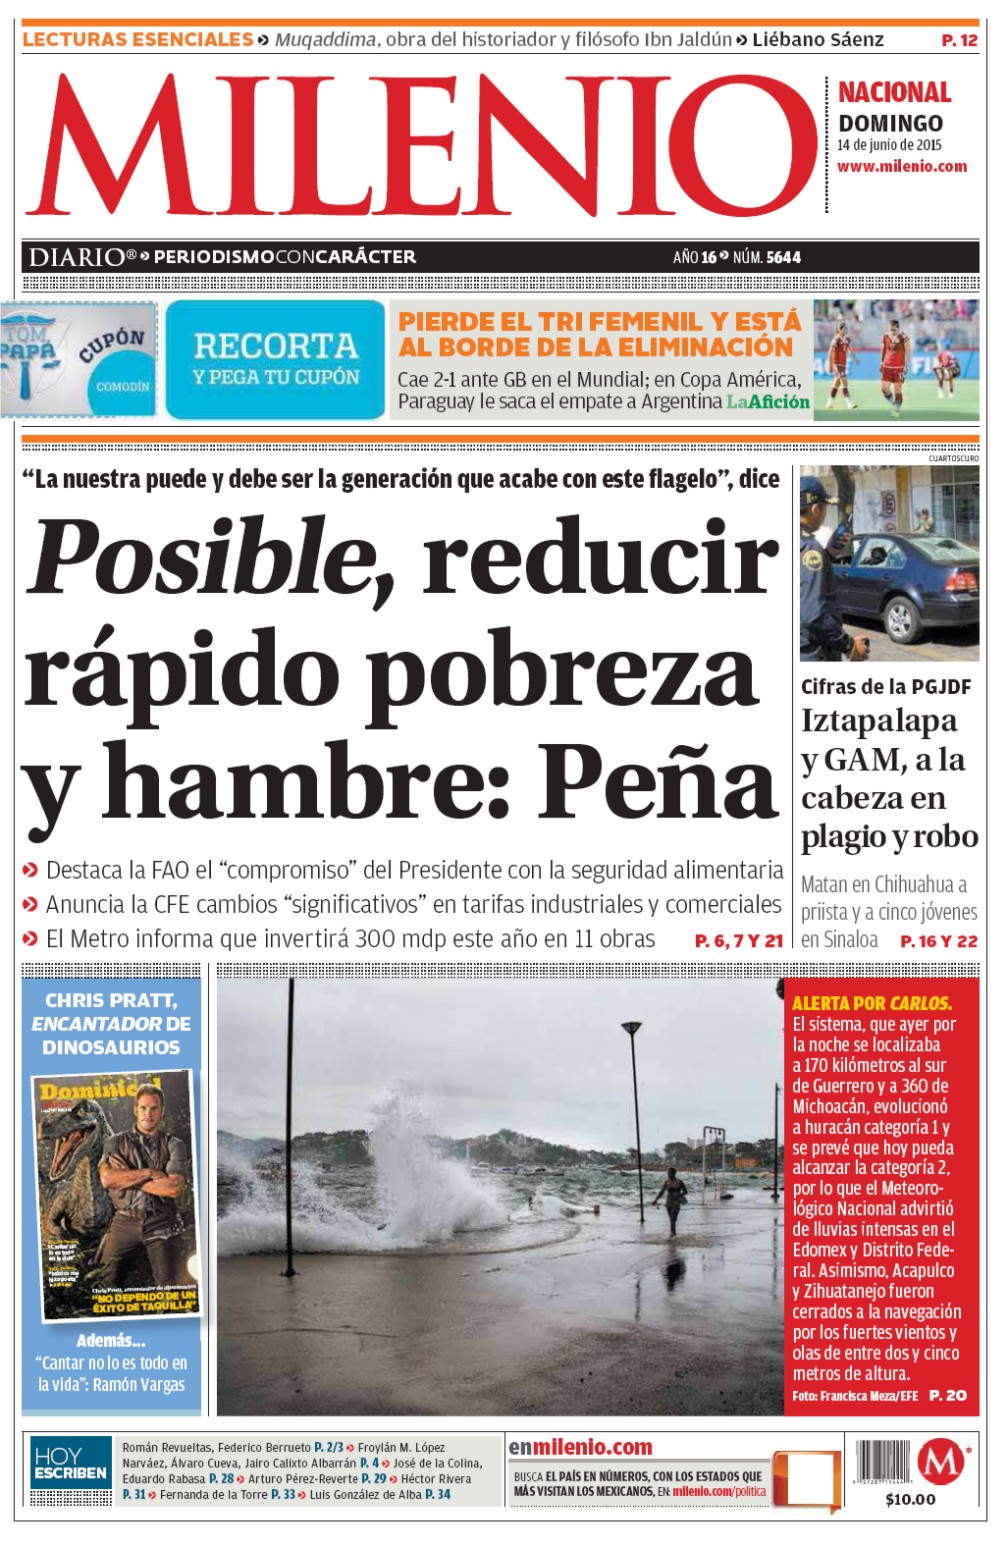 LECTURAS ESENCIALES Muqaddima, obra del historiador y filósofo Ibn Jaldún Liébano Sáenz P. 12
MILENIO
NACIONAL
DOMINGO
14 de junio de 2015
www.milenio.com
DIARIO® PERIODISMOCONCARÁCTER AÑO 16 NÚM. 5644
TOM
PAPÁ
CUPÓN
COMODÍN
RECORTA
Y PEGA TU CUPÓN
PIERDE EL TRI FEMENIL Y ESTÁ
AL BORDE DE LA ELIMINACIÓN
Cae 2-1 ante GB en el Mundial; en Copa América,
Paraguay le saca el empate a Argentina LaAfición
“La nuestra puede y debe ser la generación que acabe con este flagelo”, dice
Posible, reducir
rápido pobreza
y hambre: Peña
Destaca la FAO el “compromiso” del Presidente con la seguridad alimentaria
Anuncia la CFE cambios “significativos” en tarifas industriales y comerciales
El Metro informa que invertirá 300 mdp este año en 11 obras P. 6, 7 Y 21
CUARTOSCURO
Cifras de la PGJDF
Iztapalapa
y GAM, a la
cabeza en
plagio y robo
Matan en Chihuahua a
priista y a cinco jóvenes
en Sinaloa P. 16 Y 22
CHRIS PRATT,
ENCANTADOR DE
DINOSAURIOS
Dominical
Chris Pratt, encantador de dinosaurios
“NO DEPENDO DE UN
ÉXITO DE TAQUILLA”
Además...
“Cantar no lo es todo en
la vida”: Ramón Vargas
ALERTA POR CARLOS.
El sistema, que ayer por
la noche se localizaba
a 170 kilómetros al sur
de Guerrero y a 360 de
Michoacán, evolucionó
a huracán categoría 1 y
se prevé que hoy pueda
alcanzar la categoría 2,
por lo que el Meteoro-
lógico Nacional advirtió
de lluvias intensas en el
Edomex y Distrito Fede-
ral. Asimismo, Acapulco
y Zihuatanejo fueron
cerrados a la navegación
por los fuertes vientos y
olas de entre dos y cinco
metros de altura.
Foto: Francisca Meza/EFE P. 20
HOY
ESCRIBEN
Román Revueltas, Federico Berrueto P. 2/3 Froylán M. López
Narváez, Álvaro Cueva, Jairo Calixto Albarrán P. 4 José de la Colina,
Eduardo Rabasa P. 28 Arturo Pérez-Reverte P. 29 Héctor Rivera
P. 31 Fernanda de la Torre P. 33 Luis González de Alba P. 34
enmilenio.com
BUSCA EL PAÍS EN NÚMEROS, CON LOS ESTADOS QUE
MÁS VISITAN LOS MEXICANOS, EN: milenio.com/politica
$10.00
M